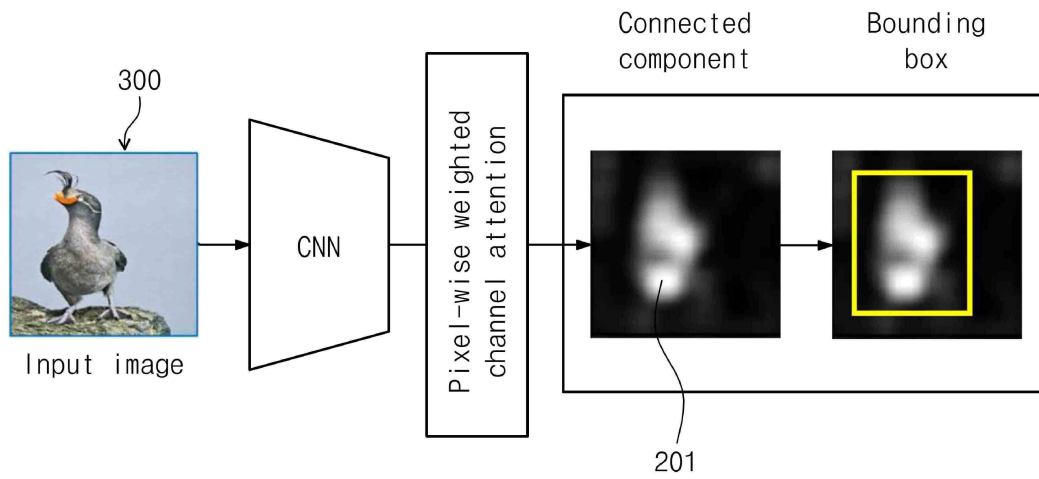 Connected
component
Bounding
box
300
CNN
Pixel-wise weighted
channel attention
Input image
201